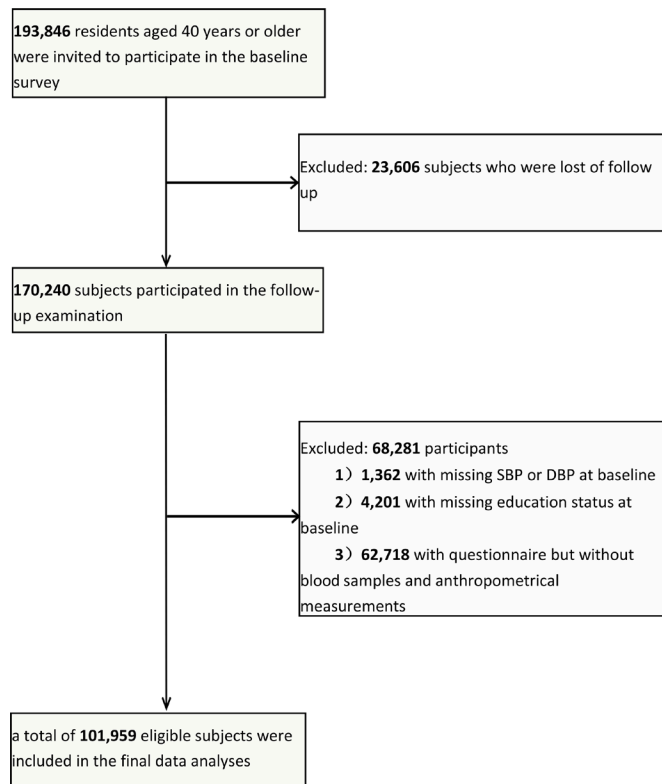 193,846 residents aged 40 years or older
were invited to participate in the baseline
survey
Excluded: 23,606 subjects who were lost of follow
up
170,240 subjects participated in the follow-
up examination
Excluded: 68,281 participants
1）1,362 with missing SBP or DBP at baseline
2）4,201 with missing education status at
baseline
3）62,718 with questionnaire but without
blood samples and anthropometrical
measurements
a total of 101,959 eligible subjects were
included in the final data analyses